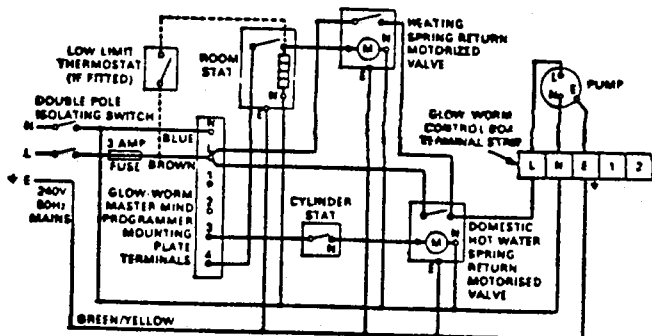 LOW LIMIT
THERMOSTAT
(IF FITTED)
ROOM
STAT
N
E
HEATING
SPRING RETURN
MOTORIZED
VALVE
M
N
E
PUMP
L
N
E
DOUBLE POLE
ISOLATING SWITCH
N
L
E
3 AMP
FUSE
BLUE
BROWN
240V
50Hz
MAINS
GLOW-WORM
MASTER MIND
PROGRAMMER
MOUNTING
PLATE
TERMINALS
N
L
1
2
3
4
CYLINDER
STAT
N
GLOW-WORM
CONTROL BOX
TERMINAL STRIP
L N E 1 2
M
N
E
DOMESTIC
HOT WATER
SPRING
RETURN
MOTORISED
VALVE
GREEN/YELLOW